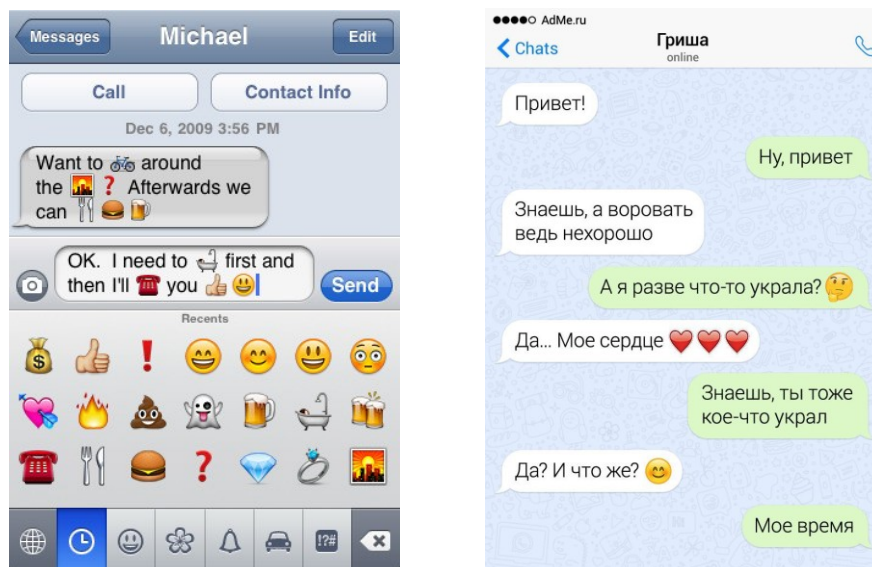 Messages
Michael
Edit
Call
Contact Info
Dec 6, 2009 3:56 PM
Want to 🚲 around
the 🌇 ❓ Afterwards we
can 🍴 🍔 🍺
OK. I need to 🛀 first and
then I'll ☎️ you 👍 😃
Send
Recents
!?#
AdMe.ru
Chats
Гриша
online
Привет!
Ну, привет
Знаешь, а воровать
ведь нехорошо
А я разве что-то украла? 🤔
Да... Мое сердце ❤️❤️❤️
Знаешь, ты тоже
кое-что украл
Да? И что же? 😊
Мое время